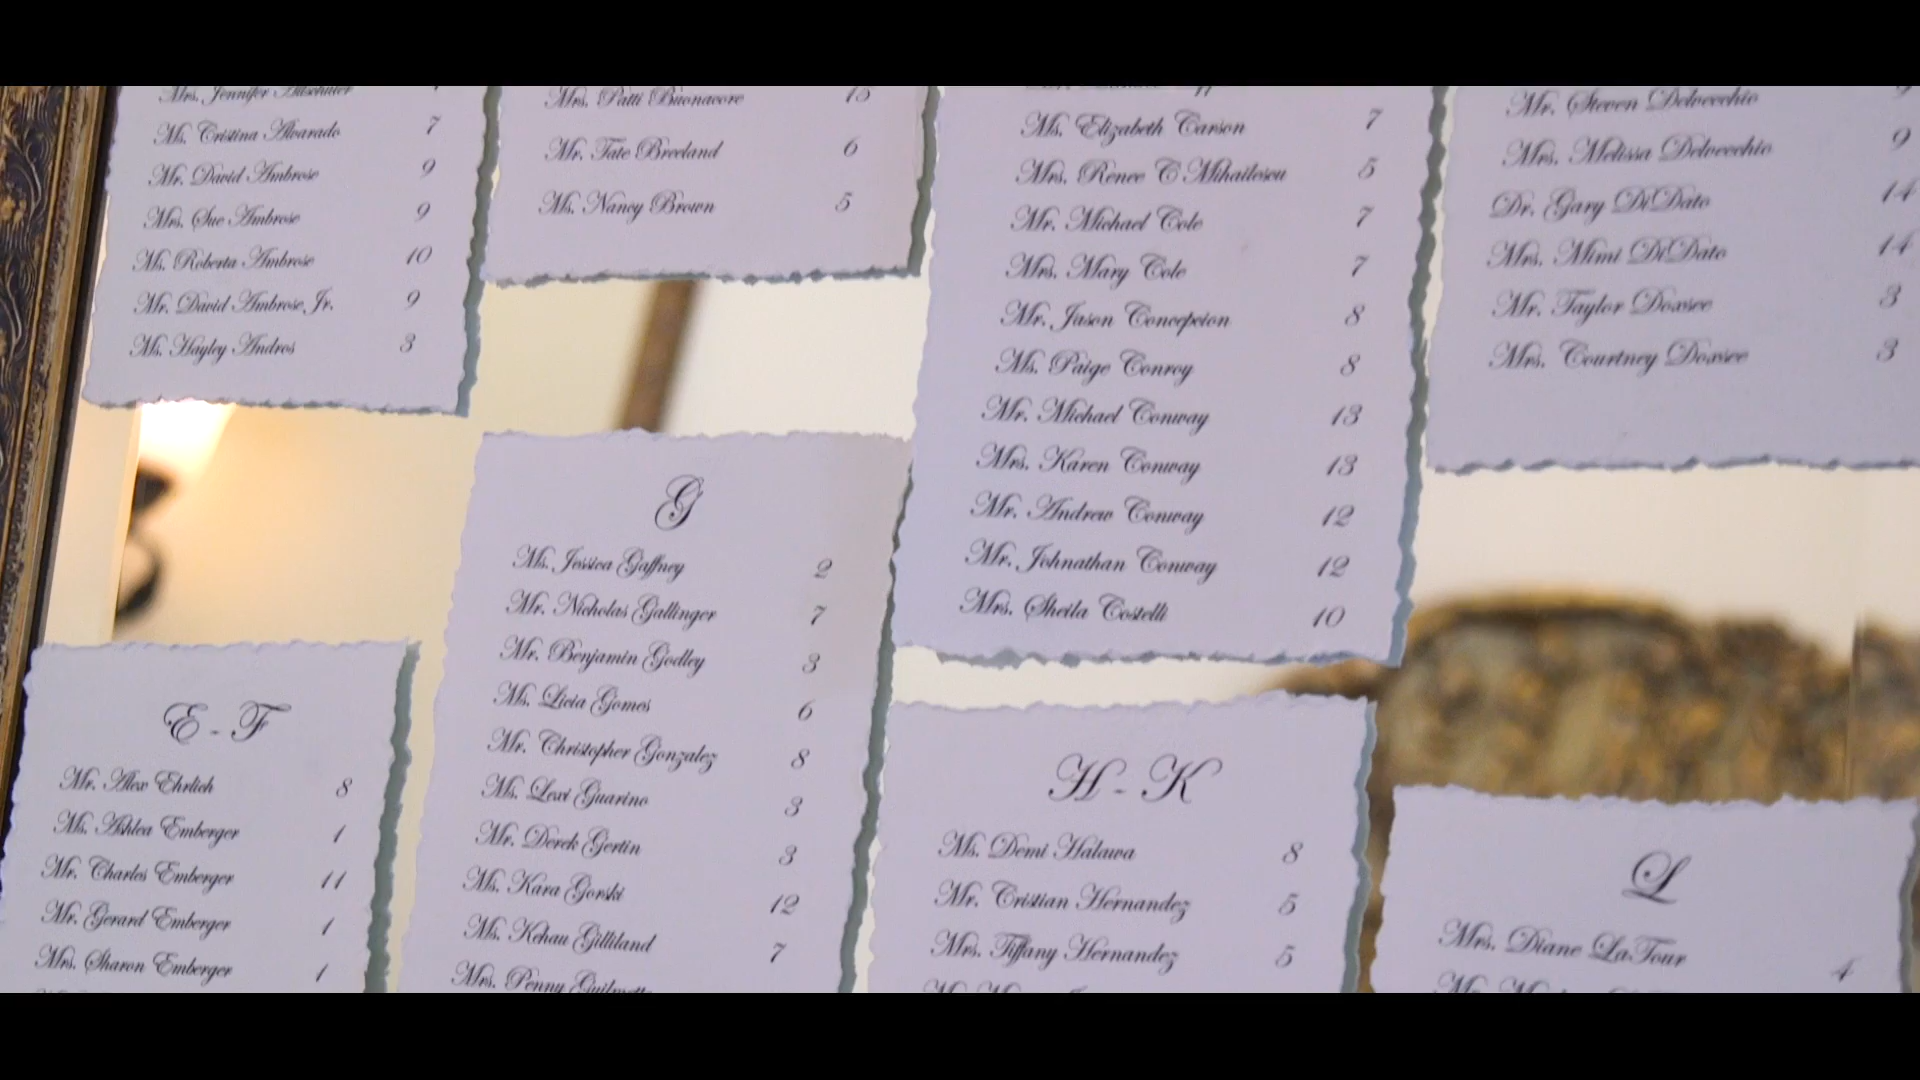 Mrs. Jennifer
Ms. Cristina Alvarado 7
Mr. David Ambrose 9
Mrs. Sue Ambrose 9
Ms. Roberta Ambrose 10
Mr. David Ambrose, Jr. 9
Ms. Hayley Andros 3
Mrs. Patti Buonacore 15
Mr. Tate Breeland 6
Ms. Nancy Brown 5
Ms. Elizabeth Carson 7
Mrs. Renee C Mihailescu 5
Mr. Michael Cole 7
Mrs. Mary Cole 7
Mr. Jason Concepcion 8
Ms. Paige Conroy 8
Mr. Michael Conway 13
Mrs. Karen Conway 13
Mr. Andrew Conway 12
Mr. Johnathan Conway 12
Mrs. Sheila Costelli 10
Mr. Steven Delvecchio 9
Mrs. Melissa Delvecchio 9
Dr. Gary DiDato 14
Mrs. Mimi DiDato 14
Mr. Taylor Doxsee 3
Mrs. Courtney Doxsee 3
E - F
Mr. Alex Ehrlich 8
Ms. Ashlea Emberger 1
Mr. Charles Emberger 11
Mr. Gerard Emberger 1
Mrs. Sharon Emberger 1
G
Ms. Jessica Gaffney 2
Mr. Nicholas Gallinger 7
Mr. Benjamin Godley 3
Ms. Licia Gomes 6
Mr. Christopher Gonzalez 8
Ms. Lexi Guarino 3
Mr. Derek Gertin 3
Ms. Kara Gorski 12
Ms. Kehau Gilliland 7
Mrs. Penny
H - K
Ms. Demi Halawa 8
Mr. Cristian Hernandez 5
Mrs. Tiffany Hernandez 5
L
Mrs. Diane LaTour 4